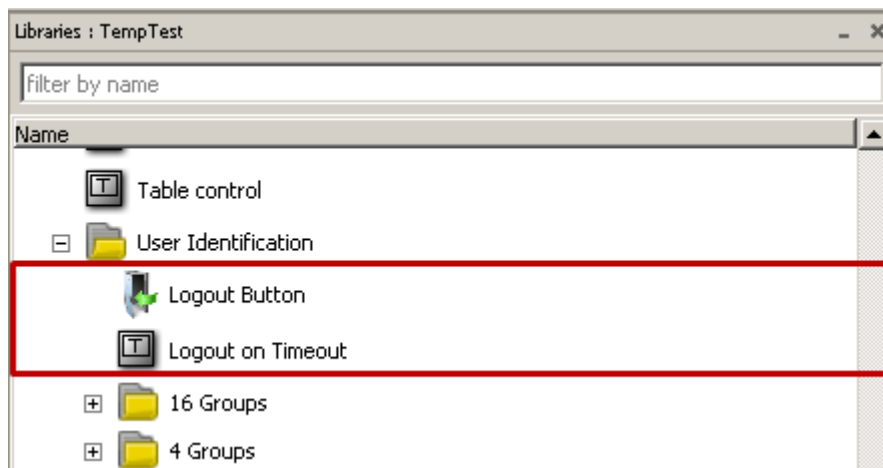 Libraries : TempTest
filter by name
Name
Table control
User Identification
Logout Button
Logout on Timeout
16 Groups
4 Groups